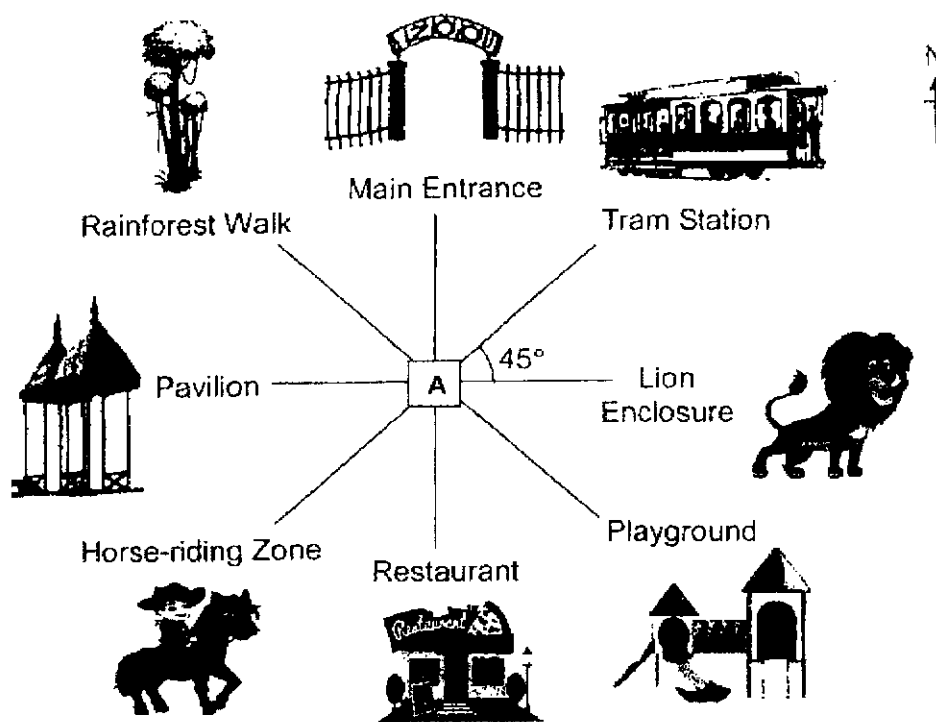 ZOO
N
Main Entrance
Rainforest Walk
Tram Station
45°
Pavilion
A
Lion
Enclosure
Playground
Horse-riding Zone
Restaurant
Restaurant